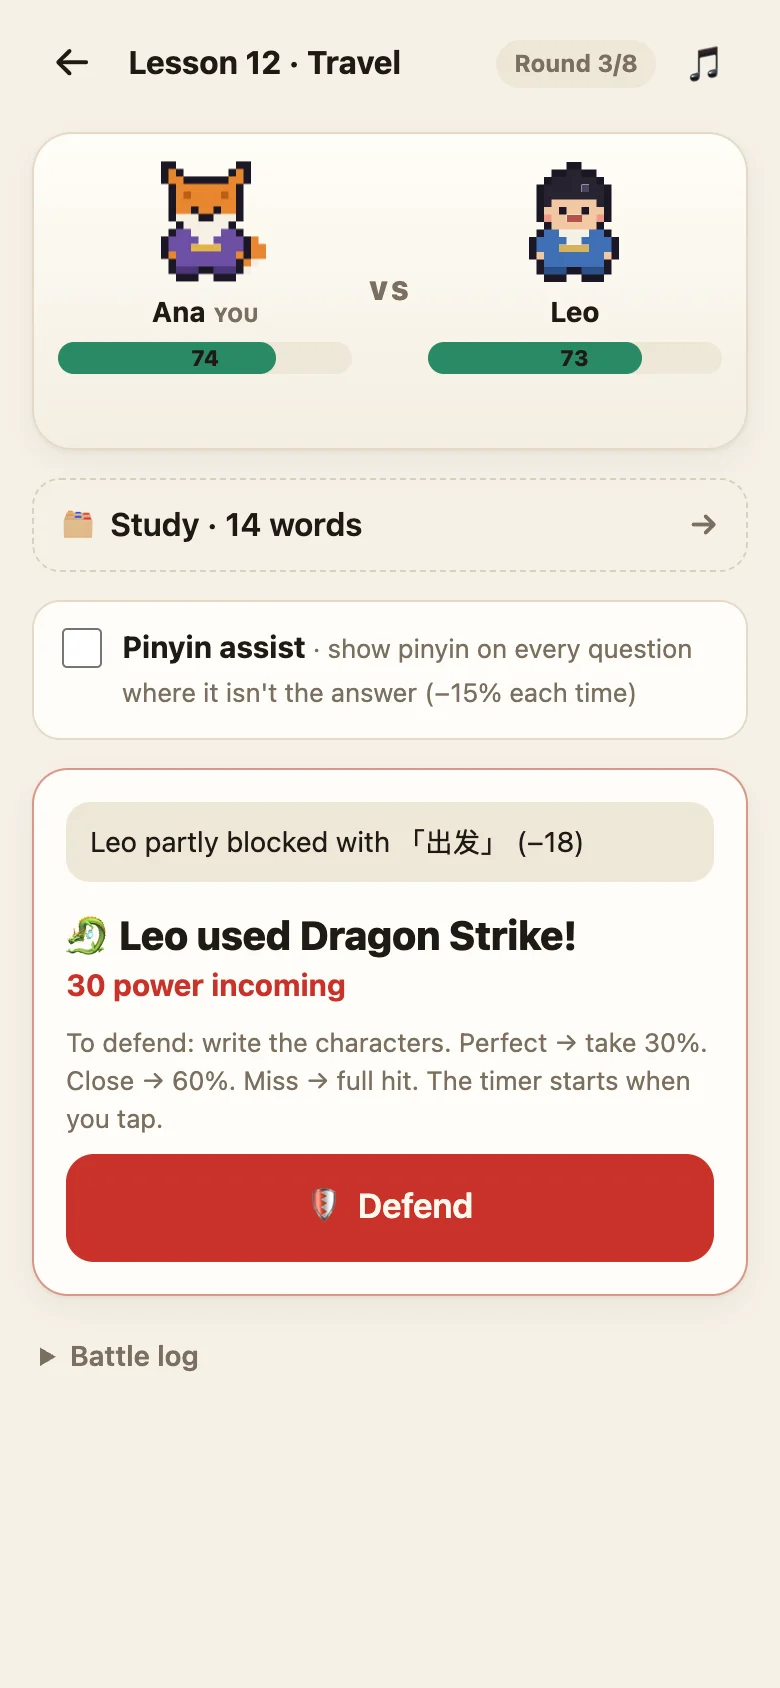 Lesson 12 · Travel
Round 3/8
vs
Ana YOU
Leo
74
73
Study · 14 words
Pinyin assist · show pinyin on every question
where it isn't the answer (–15% each time)
Leo partly blocked with 「出发」 (–18)
Leo used Dragon Strike!
30 power incoming
To defend: write the characters. Perfect → take 30%.
Close → 60%. Miss → full hit. The timer starts when
you tap.
Defend
Battle log